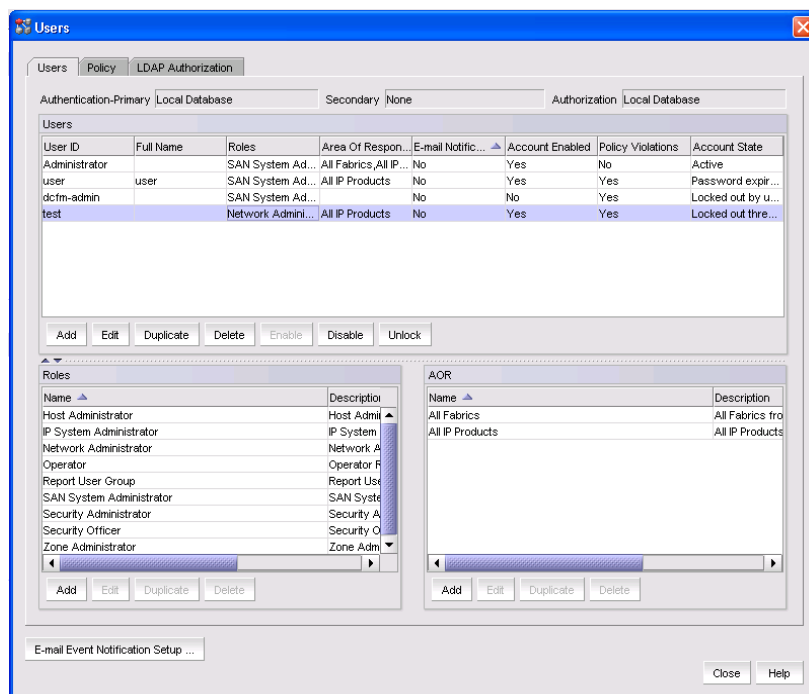 Users
Users Policy LDAP Authorization
Authentication-Primary Local Database Secondary None Authorization Local Database
Users
User ID Full Name Roles Area Of Respon... E-mail Notific... Account Enabled Policy Violations Account State
Administrator SAN System Ad... All Fabrics,All IP... No Yes No Active
user user SAN System Ad... All IP Products No Yes Yes Password expir...
dcfm-admin SAN System Ad... No No Yes Locked out by u...
test Network Admini... All IP Products No Yes Yes Locked out thre...
Add Edit Duplicate Delete Enable Disable Unlock
Roles
Name Description
Host Administrator Host Admi
IP System Administrator IP System
Network Administrator Network A
Operator Operator R
Report User Group Report Use
SAN System Administrator SAN Syste
Security Administrator Security A
Security Officer Security O
Zone Administrator Zone Adm
Add Edit Duplicate Delete
AOR
Name Description
All Fabrics All Fabrics fro
All IP Products All IP Products
Add Edit Duplicate Delete
E-mail Event Notification Setup ...
Close Help